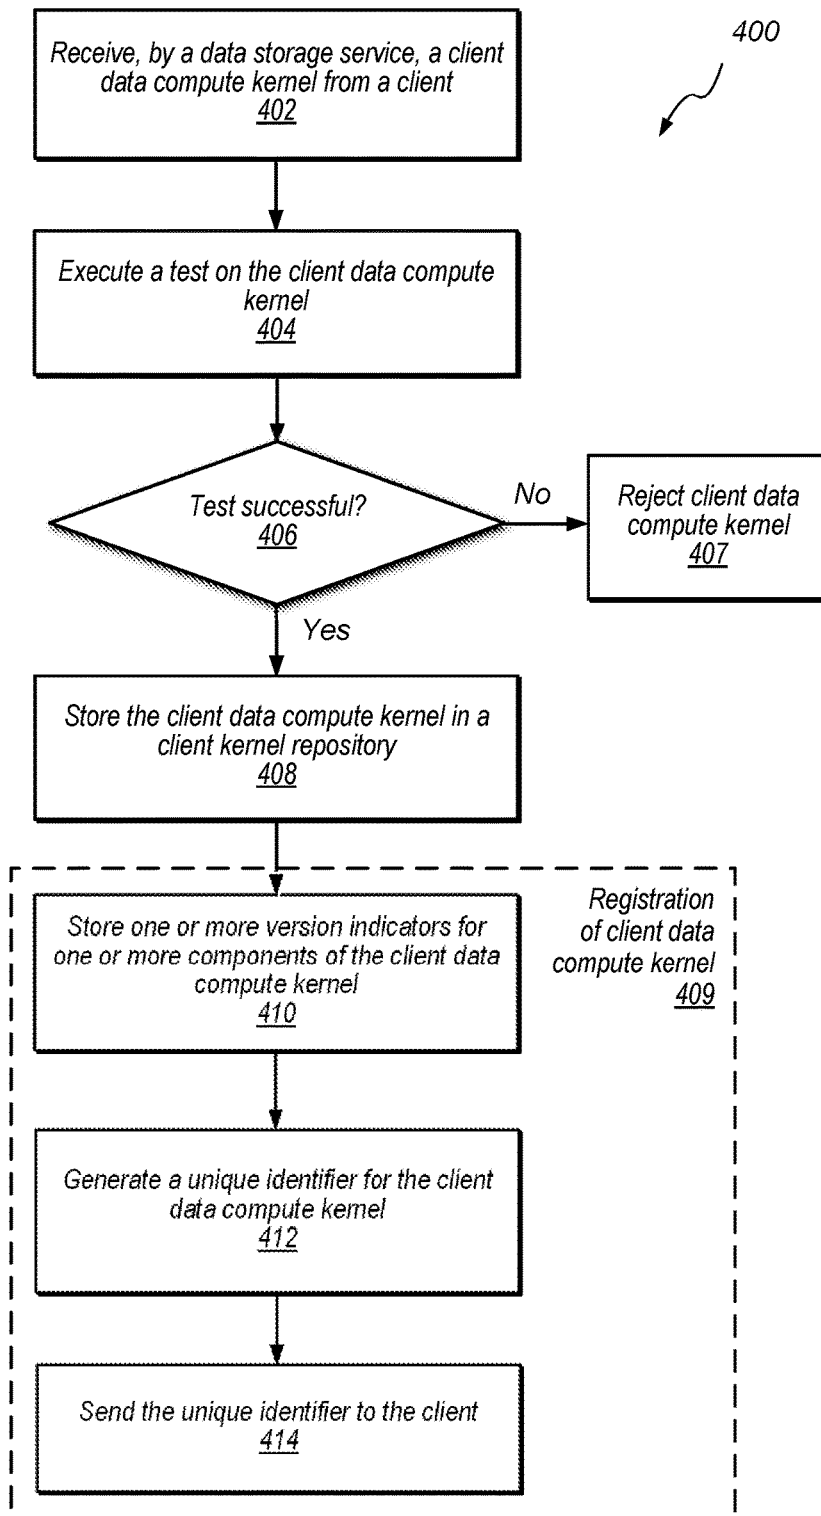 400
Receive, by a data storage service, a client
data compute kernel from a client
402
Execute a test on the client data compute
kernel
404
Test successful?
406
No
Reject client data
compute kernel
407
Yes
Store the client data compute kernel in a
client kernel repository
408
Registration
of client data
compute kernel
409
Store one or more version indicators for
one or more components of the client data
compute kernel
410
Generate a unique identifier for the client
data compute kernel
412
Send the unique identifier to the client
414